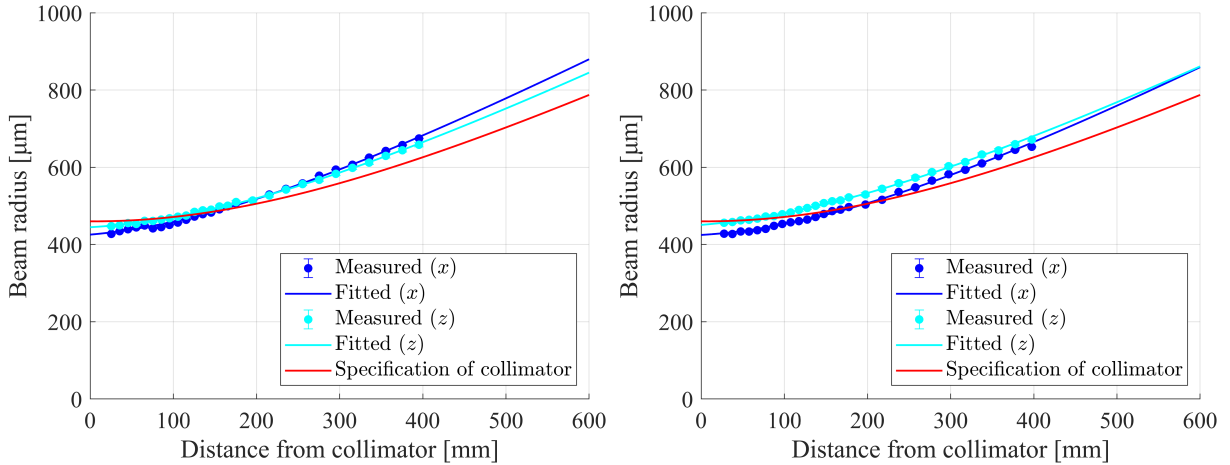 1000
800
600
400
200
0
Beam radius [µm]
Measured (x)
Fitted (x)
Measured (z)
Fitted (z)
Specification of collimator
0 100 200 300 400 500 600
Distance from collimator [mm]
1000
800
600
400
200
0
Beam radius [µm]
Measured (x)
Fitted (x)
Measured (z)
Fitted (z)
Specification of collimator
0 100 200 300 400 500 600
Distance from collimator [mm]